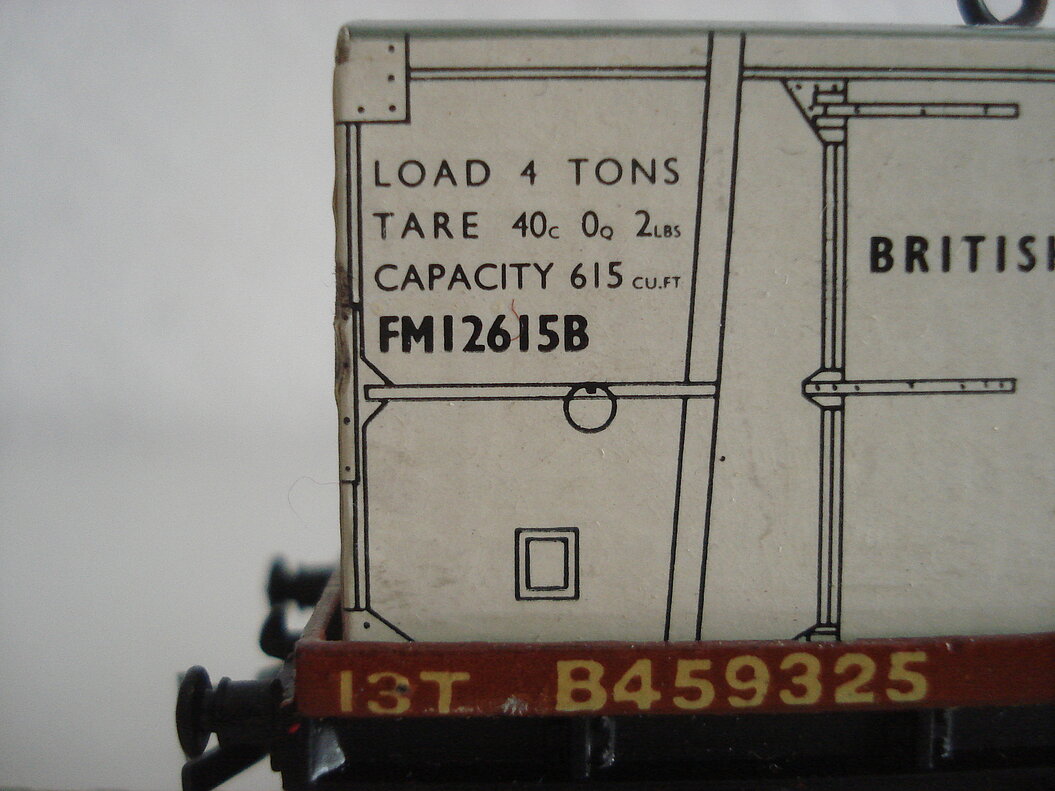 LOAD 4 TONS
TARE 40C 0Q 2LBS
CAPACITY 615 CU.FT
FM12615B
BRITISH
13T B459325